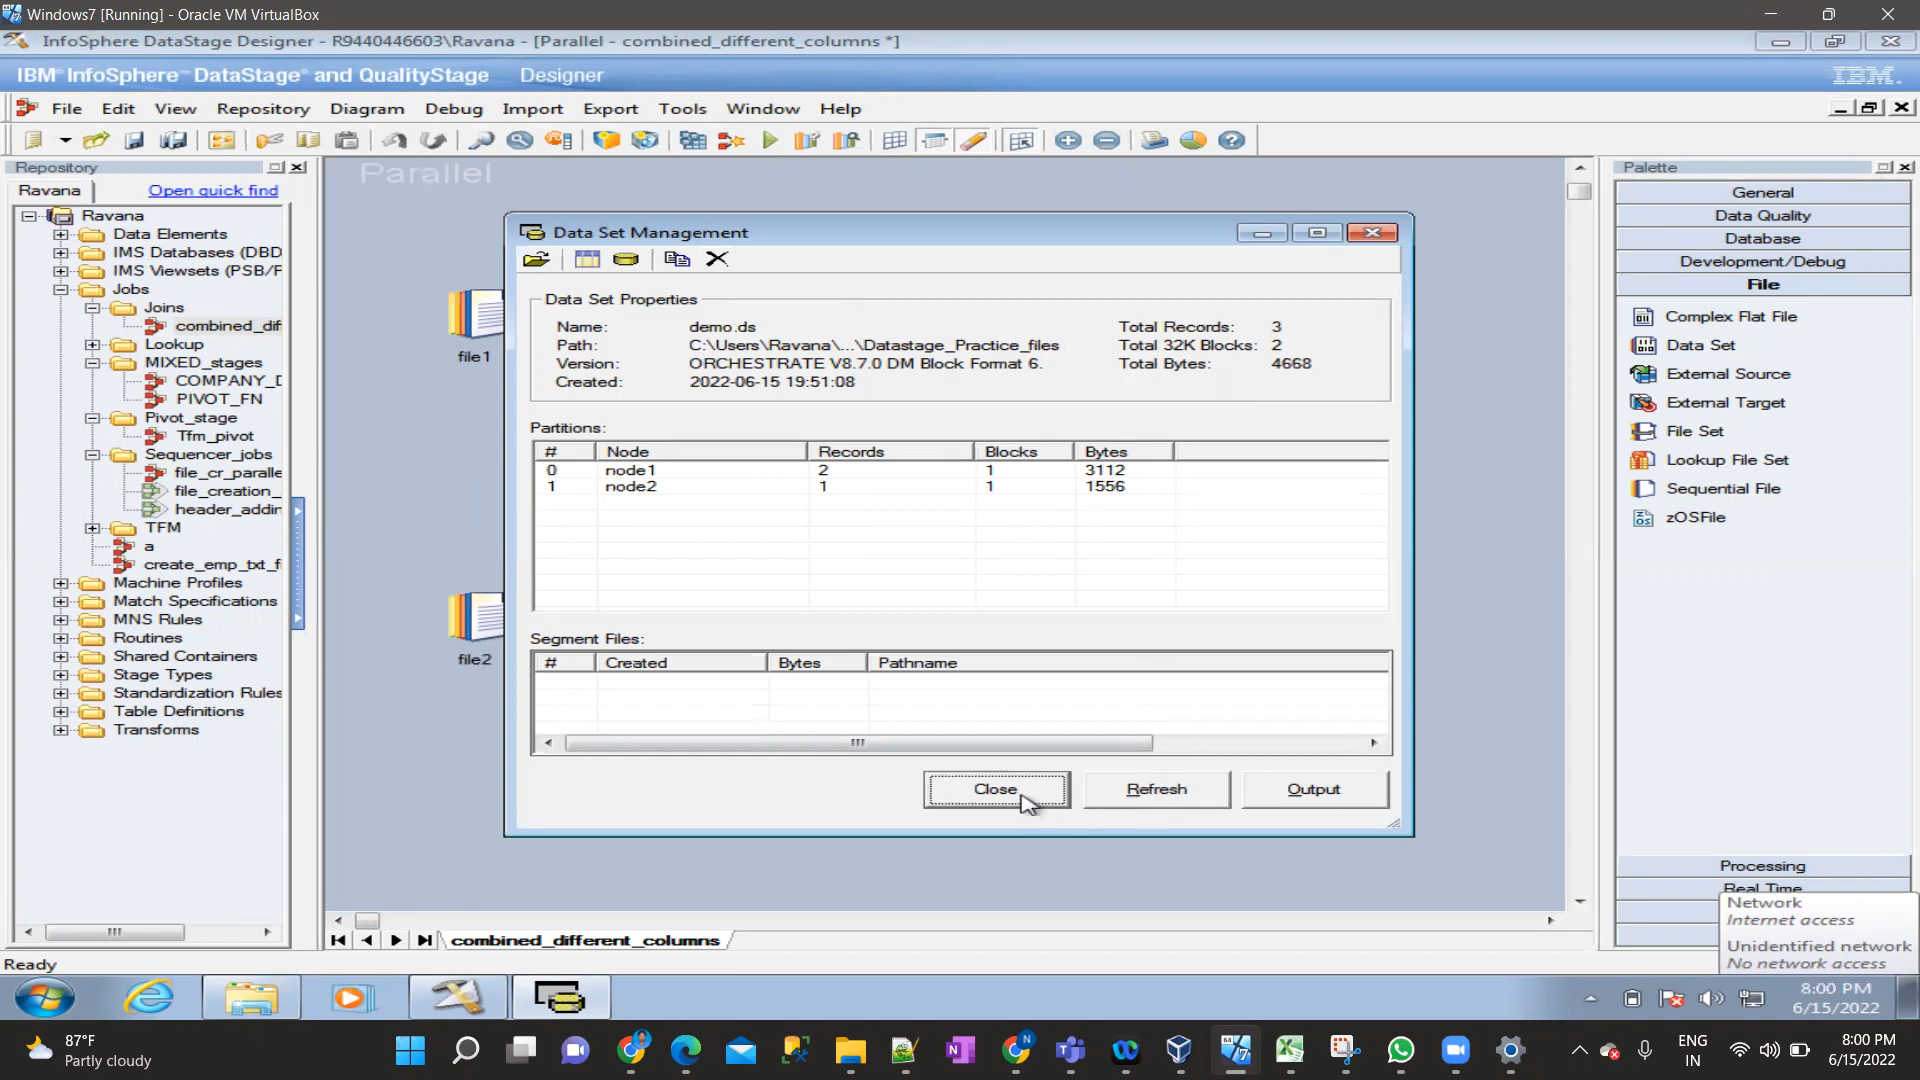 Windows7 [Running] - Oracle VM VirtualBox
InfoSphere DataStage Designer - R9440446603\Ravana - [Parallel - combined_different_columns *]
IBM InfoSphere DataStage and QualityStage Designer
IBM.
File Edit View Repository Diagram Debug Import Export Tools Window Help
Repository
Ravana
Open quick find
Ravana
Data Elements
IMS Databases (DBD
IMS Viewsets (PSB/F
Jobs
Joins
combined_dif
Lookup
MIXED_stages
COMPANY_D
PIVOT_FN
Pivot_stage
Tfm_pivot
Sequencer_jobs
file_cr_paralle
file_creation_
header_addin
TFM
a
create_emp_txt_f
Machine Profiles
Match Specifications
MNS Rules
Routines
Shared Containers
Stage Types
Standardization Rules
Table Definitions
Transforms
Parallel
file1
file2
Data Set Management
Data Set Properties
Name: demo.ds
Path: C:\Users\Ravana\...\Datastage_Practice_files
Version: ORCHESTRATE V8.7.0 DM Block Format 6.
Created: 2022-06-15 19:51:08
Total Records: 3
Total 32K Blocks: 2
Total Bytes: 4668
Partitions:
# Node Records Blocks Bytes
0 node1 2 1 3112
1 node2 1 1 1556
Segment Files:
# Created Bytes Pathname
Close Refresh Output
combined_different_columns
Palette
General
Data Quality
Database
Development/Debug
File
Complex Flat File
Data Set
External Source
External Target
File Set
Lookup File Set
Sequential File
zOSFile
Processing
Real Time
Network
Internet access
Unidentified network
No network access
Ready
8:00 PM
6/15/2022
87°F
Partly cloudy
ENG
IN
8:00 PM
6/15/2022